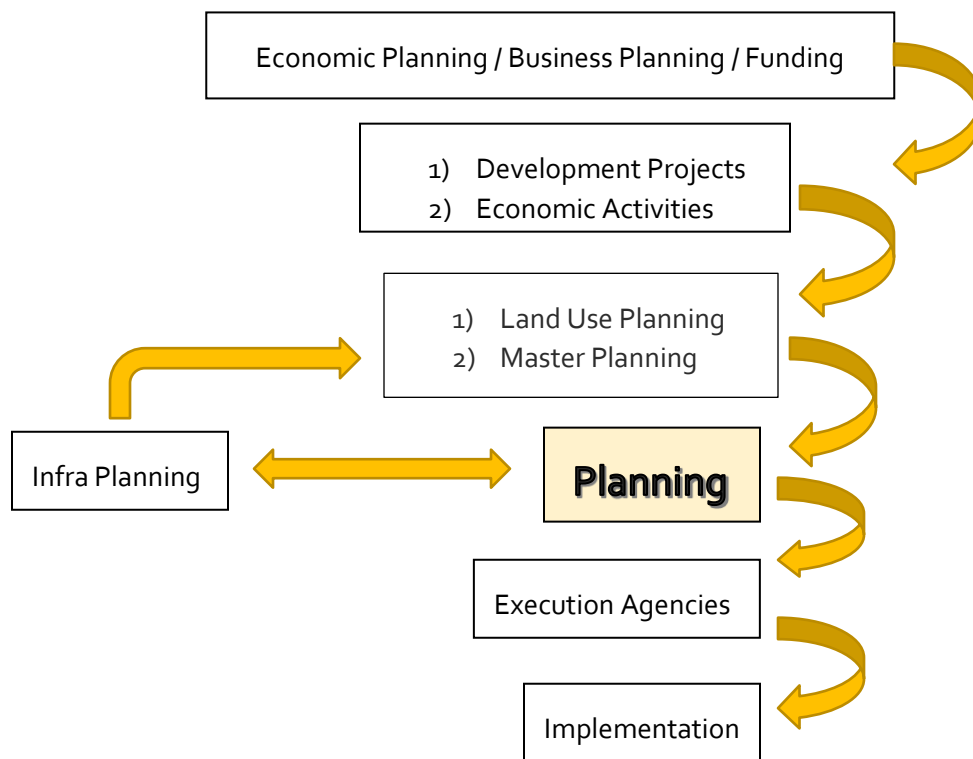 Economic Planning / Business Planning / Funding
1) Development Projects
2) Economic Activities
1) Land Use Planning
2) Master Planning
Infra Planning
Planning
Execution Agencies
Implementation